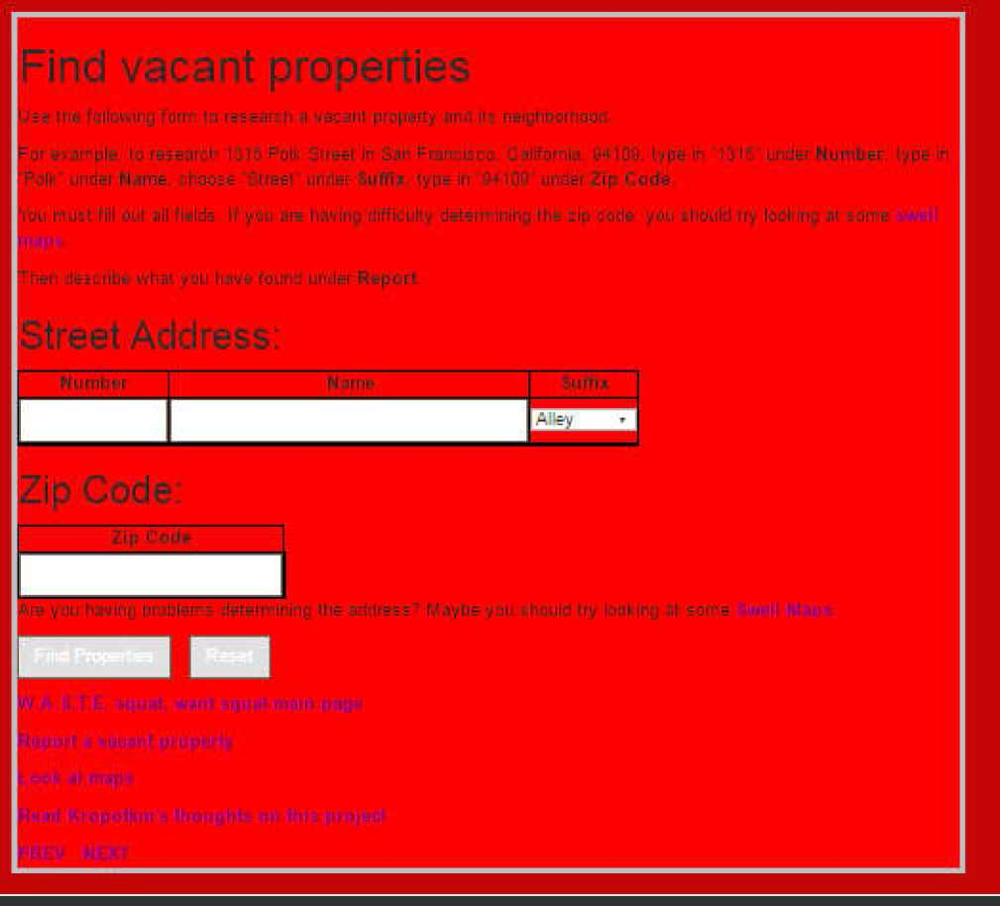 Find vacant properties
Use the following form to research a vacant property and its neighborhood.
For example, to research 1315 Polk Street in San Francisco, California, 94109, type in "1315" under Number, type in
"Polk" under Name, choose "Street" under Suffix, type in "94109" under Zip Code.
You must fill out all fields. If you are having difficulty determining the zip code, you should try looking at some swell
maps.
Then describe what you have found under Report.
Street Address:
Number Name Suffix
Alley
Zip Code:
Zip Code
Are you having problems determining the address? Maybe you should try looking at some Swell Maps.
Find Properties Reset
W.A.S.T.E. squat, want squat main page
Report a vacant property
Look at maps
Read Kropotkin's thoughts on this project
PREV NEXT